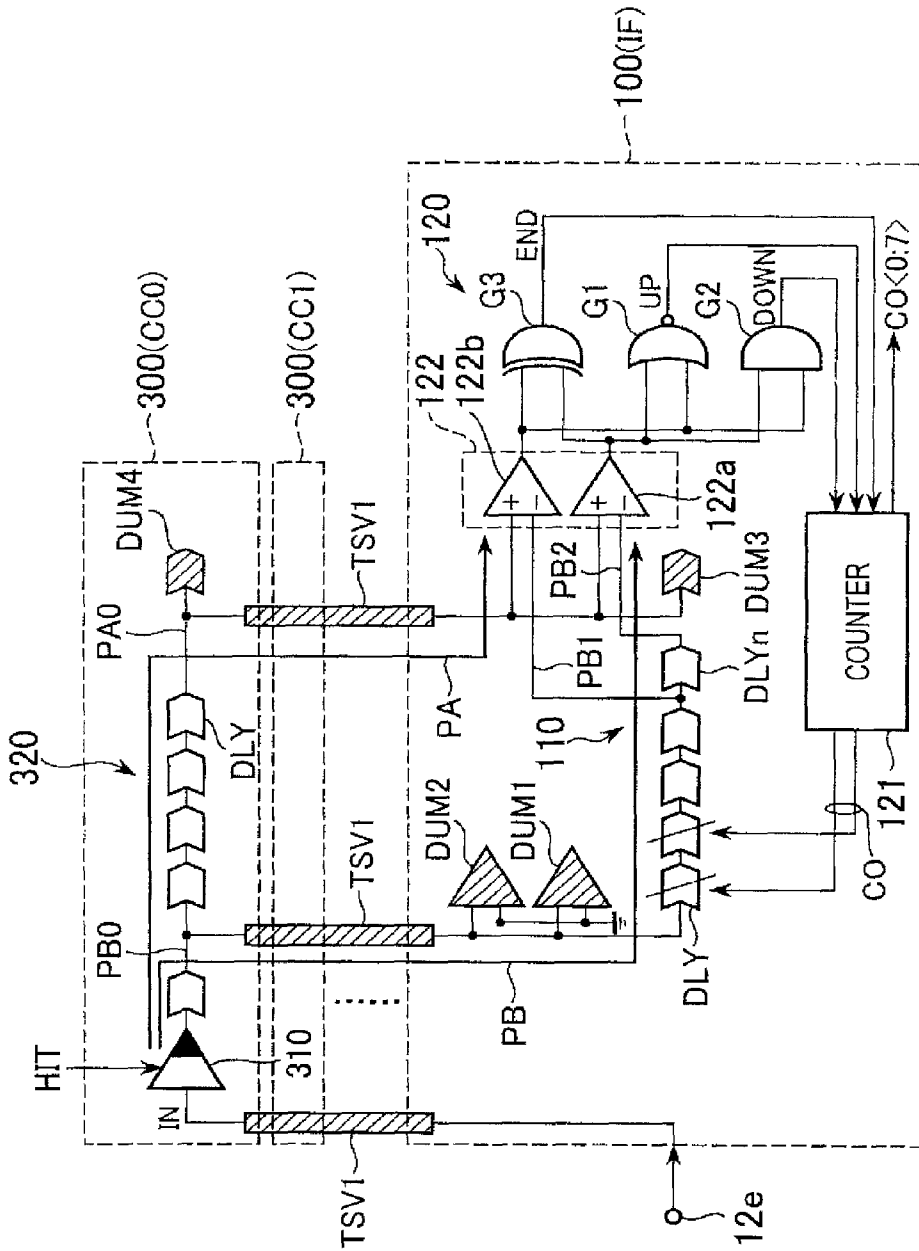 320
300(CC0)
300(CC1)
100(IF)
HIT
IN
310
PB0
DLY
PA0
DUM4
TSV1
TSV1
TSV1
PA
PB
DUM2
DUM1
110
PB1
PB2
122
122b
122a
120
G3
END
G1
UP
G2
DOWN
DLY
DLYn
DUM3
CO
COUNTER
121
CO<0:7>
12e
+
−
+
−